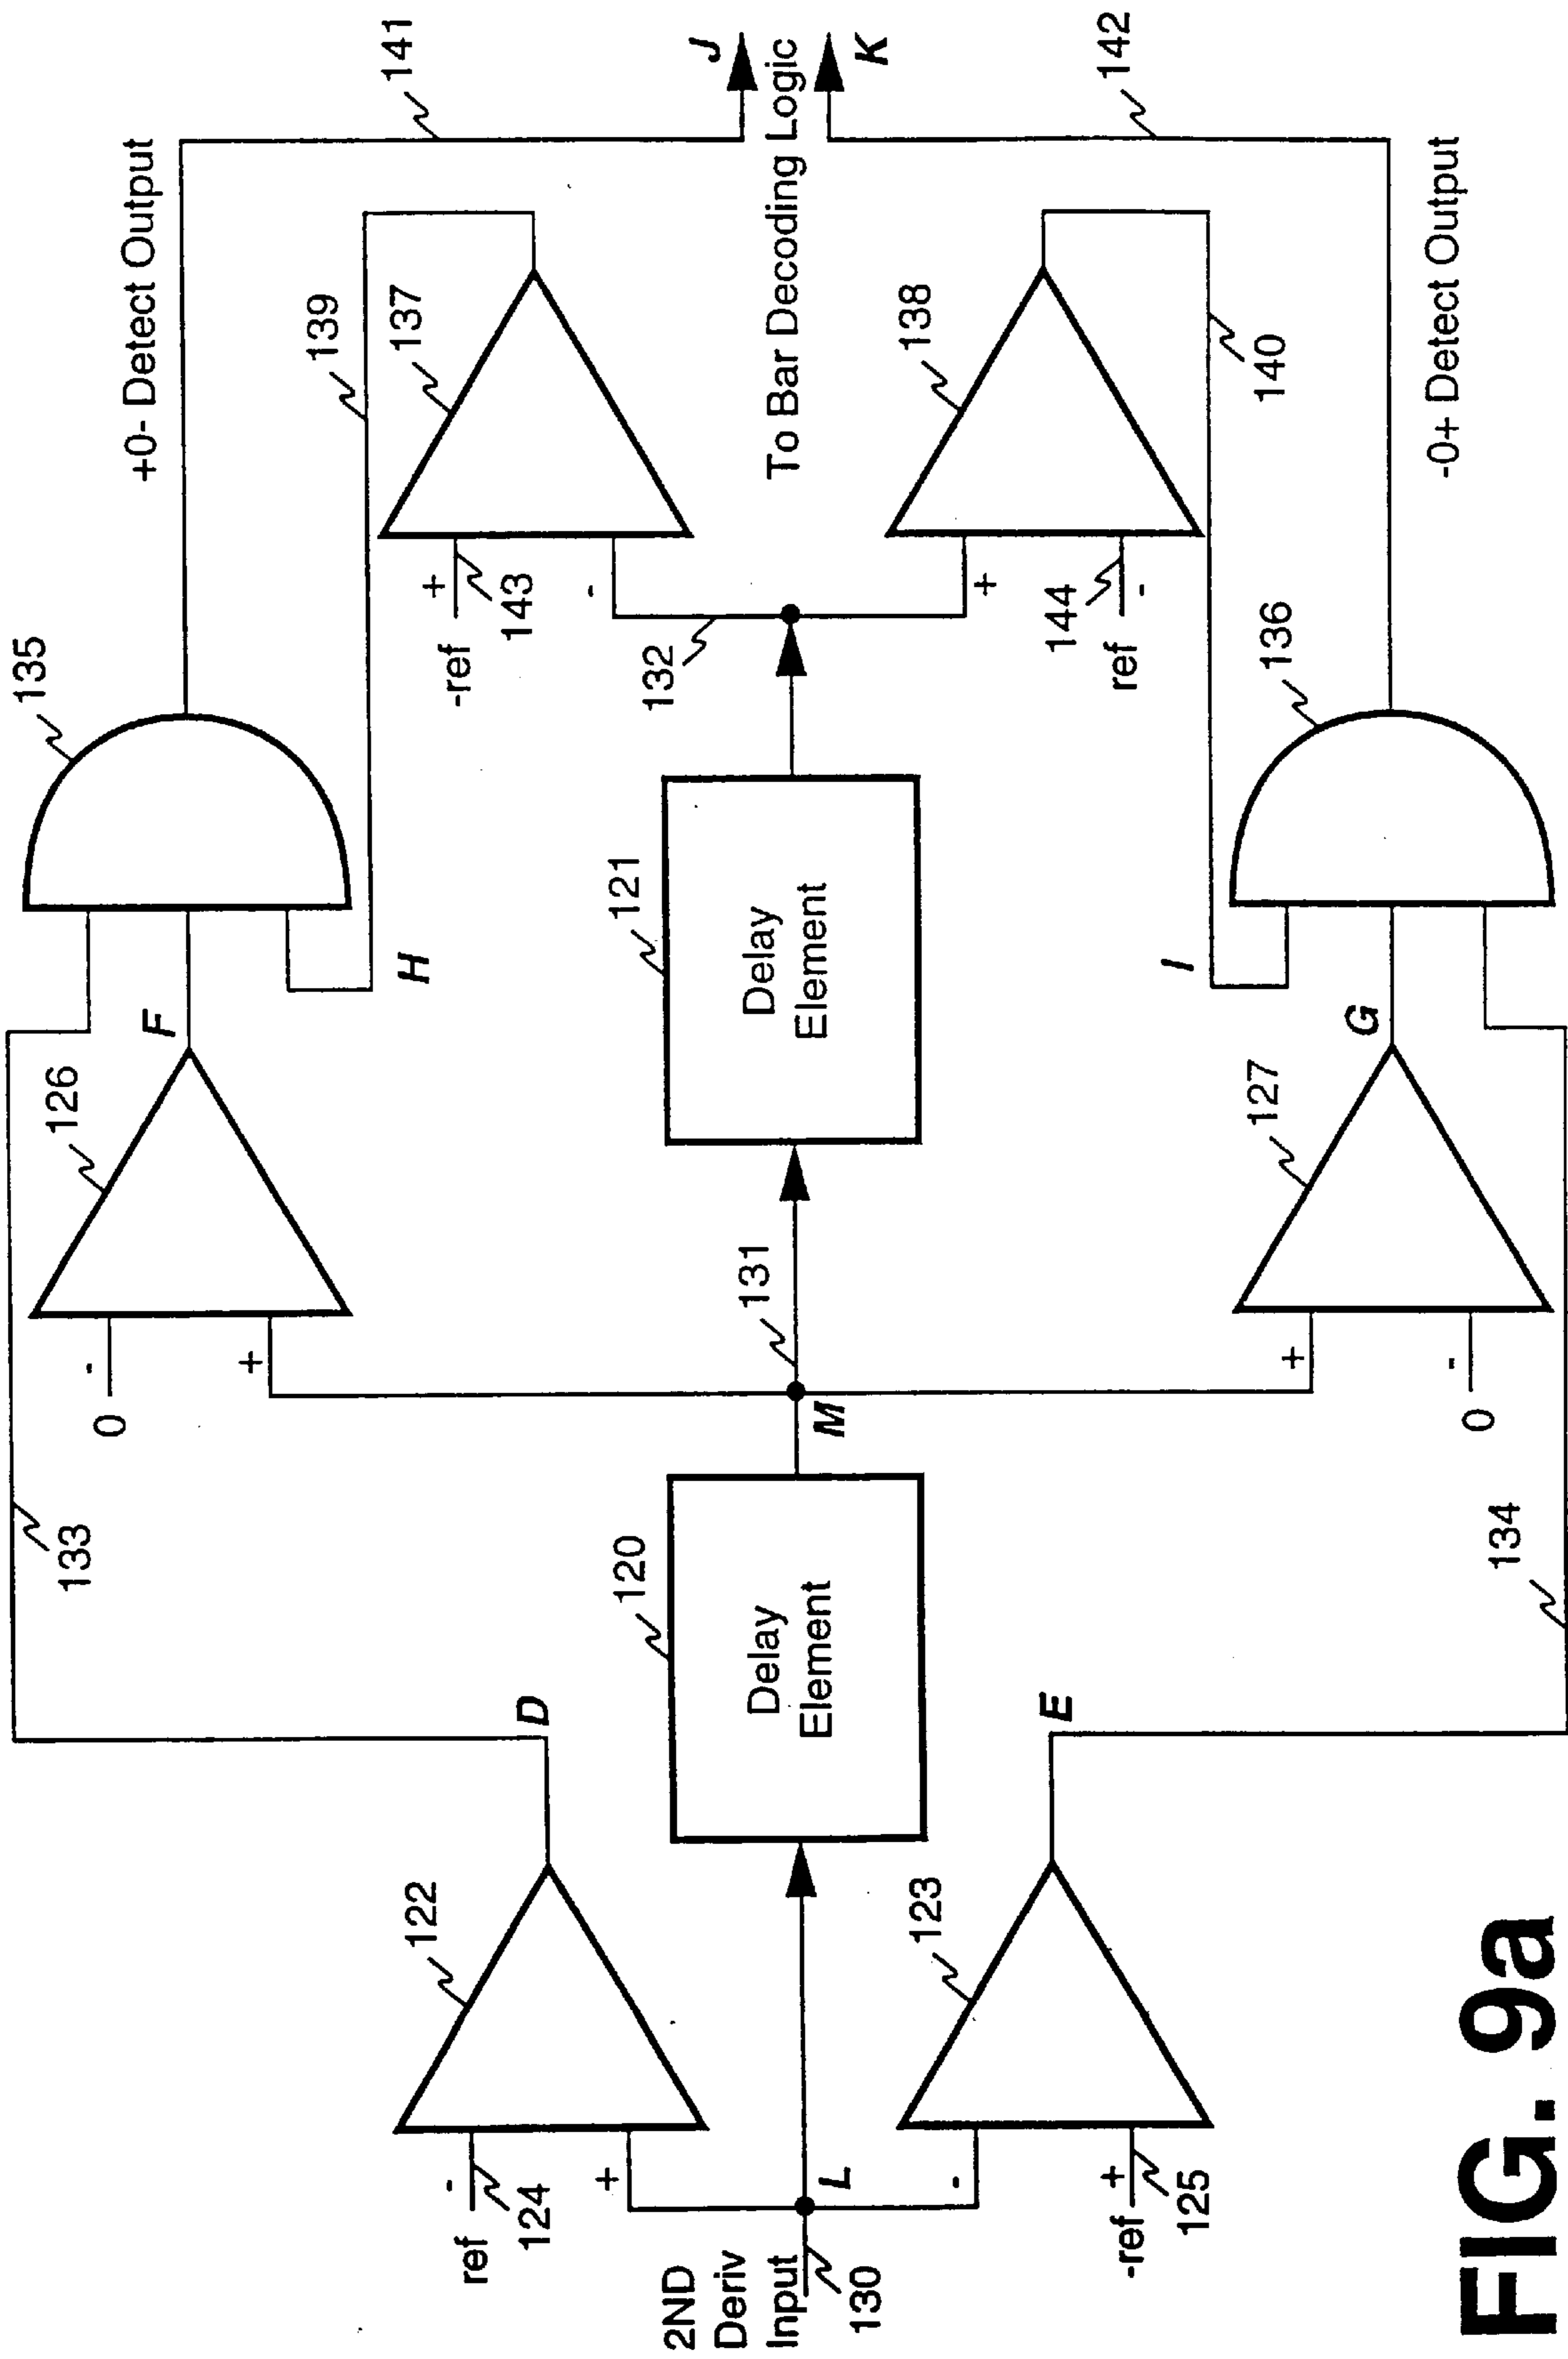 +0- Detect Output
141
J
To Bar Decoding Logic
K
142
-0+ Detect Output
135
139
137
138
140
136
+
-ref
143
-
132
+
144
ref
-
F
H
I
G
126
121
Delay
Element
127
-
0
+
131
M
+
-
0
133
120
Delay
Element
134
D
E
122
123
-
ref
124
+
L
-
+
-ref
125
2ND
Deriv
Input
130
FIG. 9a